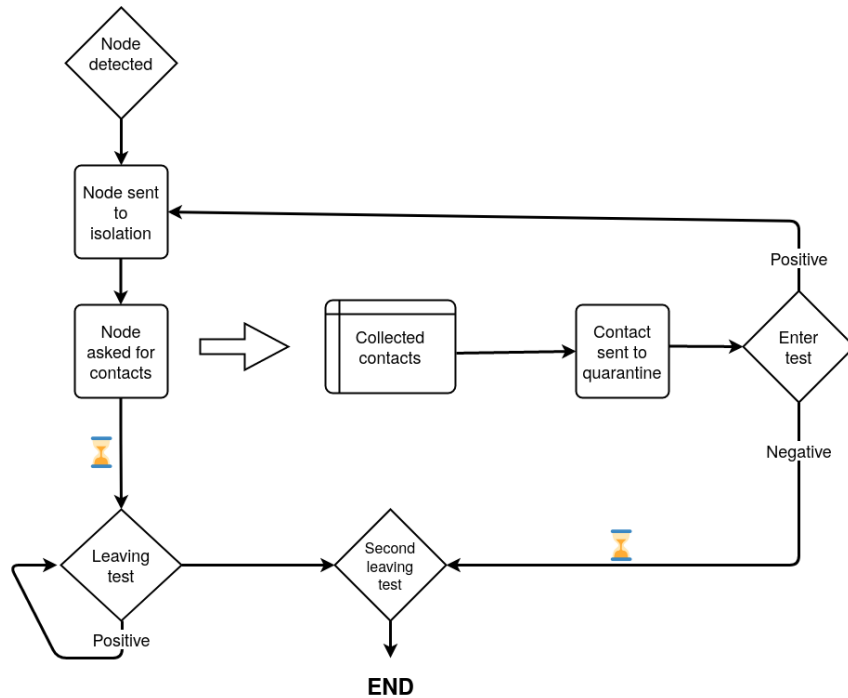 Node
detected
Node sent
to
isolation
Positive
Node
asked for
contacts
Collected
contacts
Contact
sent to
quarantine
Enter
test
Negative
Leaving
test
Second
leaving
test
Positive
END